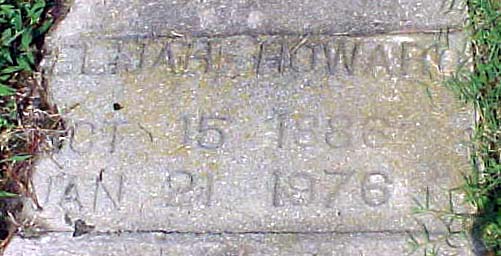 ELIJAH HOWARD
OCT 15 1886
JAN 21 1976